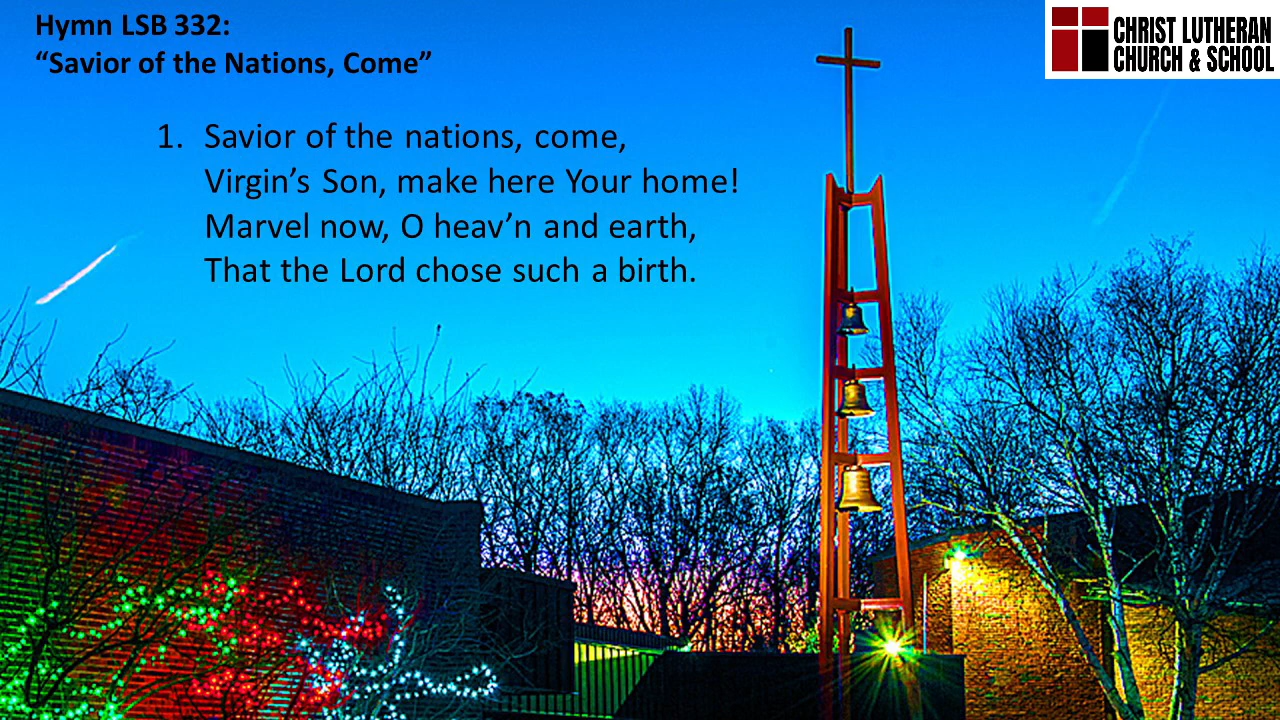 Hymn LSB 332:
“Savior of the Nations, Come”
CHRIST LUTHERAN
CHURCH & SCHOOL
1. Savior of the nations, come,
Virgin’s Son, make here Your home!
Marvel now, O heav’n and earth,
That the Lord chose such a birth.